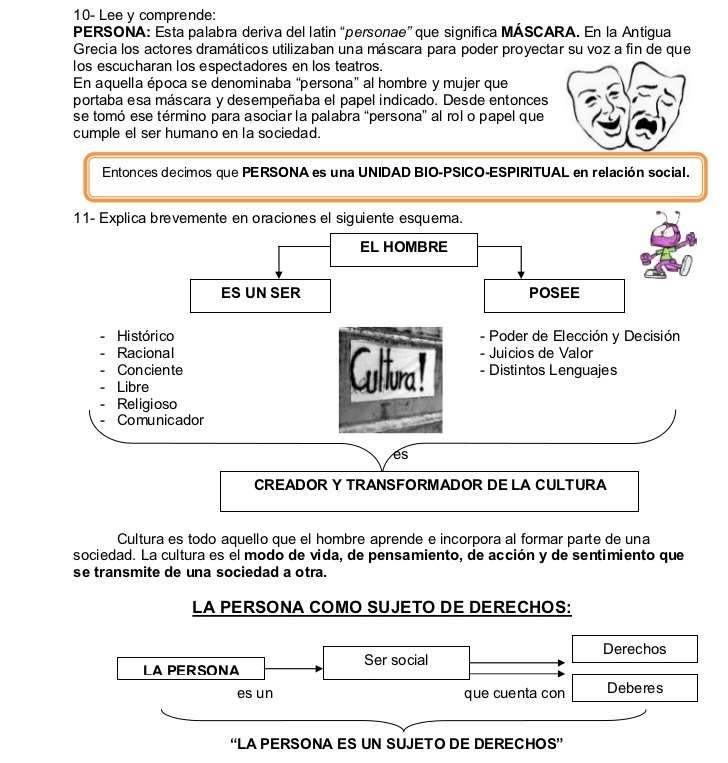 10- Lee y comprende:
PERSONA: Esta palabra deriva del latin “personae” que significa MÁSCARA. En la Antigua
Grecia los actores dramáticos utilizaban una máscara para poder proyectar su voz a fin de que
los escucharan los espectadores en los teatros.
En aquella época se denominaba “persona” al hombre y mujer que
portaba esa máscara y desempeñaba el papel indicado. Desde entonces
se tomó ese término para asociar la palabra “persona” al rol o papel que
cumple el ser humano en la sociedad.
Entonces decimos que PERSONA es una UNIDAD BIO-PSICO-ESPIRITUAL en relación social.
11- Explica brevemente en oraciones el siguiente esquema.
EL HOMBRE
ES UN SER
POSEE
- Histórico
- Racional
- Conciente
- Libre
- Religioso
- Comunicador
Cultura!
- Poder de Elección y Decisión
- Juicios de Valor
- Distintos Lenguajes
es
CREADOR Y TRANSFORMADOR DE LA CULTURA
Cultura es todo aquello que el hombre aprende e incorpora al formar parte de una
sociedad. La cultura es el modo de vida, de pensamiento, de acción y de sentimiento que
se transmite de una sociedad a otra.
LA PERSONA COMO SUJETO DE DERECHOS:
LA PERSONA
es un
Ser social
que cuenta con
Derechos
Deberes
“LA PERSONA ES UN SUJETO DE DERECHOS”